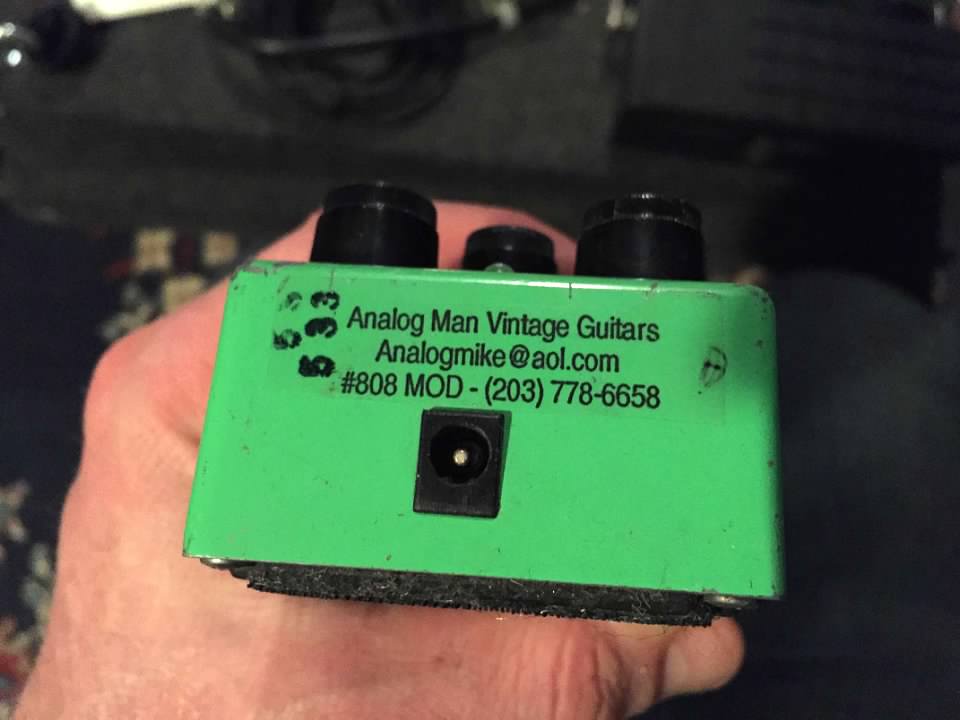 Analog Man Vintage Guitars
Analogmike@aol.com
#808 MOD - (203) 778-6658